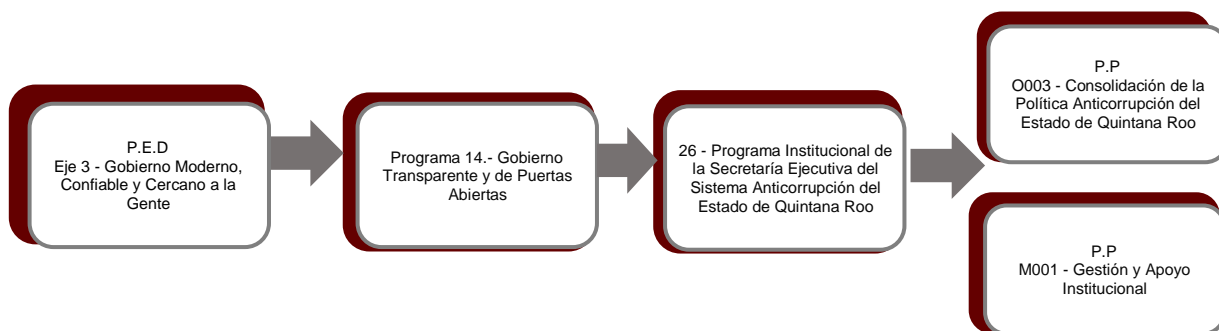 P.E.D
Eje 3 - Gobierno Moderno,
Confiable y Cercano a la
Gente
Programa 14.- Gobierno
Transparente y de Puertas
Abiertas
26 - Programa Institucional de
la Secretaría Ejecutiva del
Sistema Anticorrupción del
Estado de Quintana Roo
P.P
O003 - Consolidación de la
Política Anticorrupción del
Estado de Quintana Roo
P.P
M001 - Gestión y Apoyo
Institucional